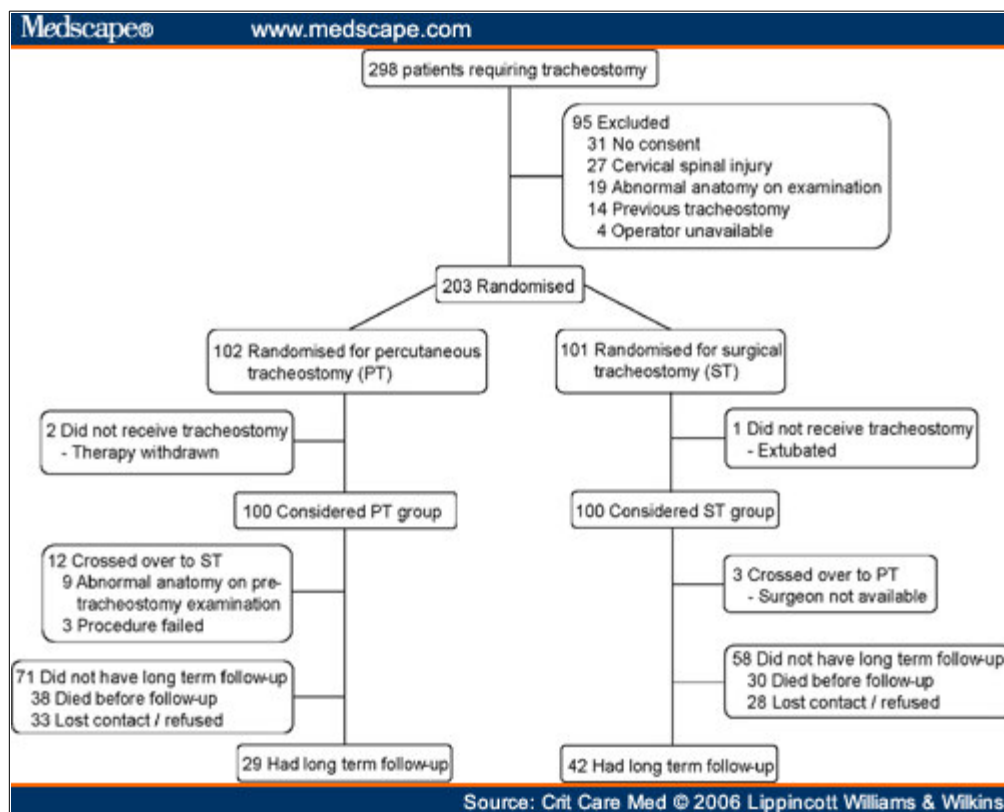 Medscape® www.medscape.com
298 patients requiring tracheostomy
95 Excluded
31 No consent
27 Cervical spinal injury
19 Abnormal anatomy on examination
14 Previous tracheostomy
4 Operator unavailable
203 Randomised
102 Randomised for percutaneous
tracheostomy (PT)
101 Randomised for surgical
tracheostomy (ST)
2 Did not receive tracheostomy
- Therapy withdrawn
1 Did not receive tracheostomy
- Extubated
100 Considered PT group
100 Considered ST group
12 Crossed over to ST
9 Abnormal anatomy on pre-
tracheostomy examination
3 Procedure failed
3 Crossed over to PT
- Surgeon not available
71 Did not have long term follow-up
38 Died before follow-up
33 Lost contact / refused
58 Did not have long term follow-up
30 Died before follow-up
28 Lost contact / refused
29 Had long term follow-up
42 Had long term follow-up
Source: Crit Care Med © 2006 Lippincott Williams & Wilkins